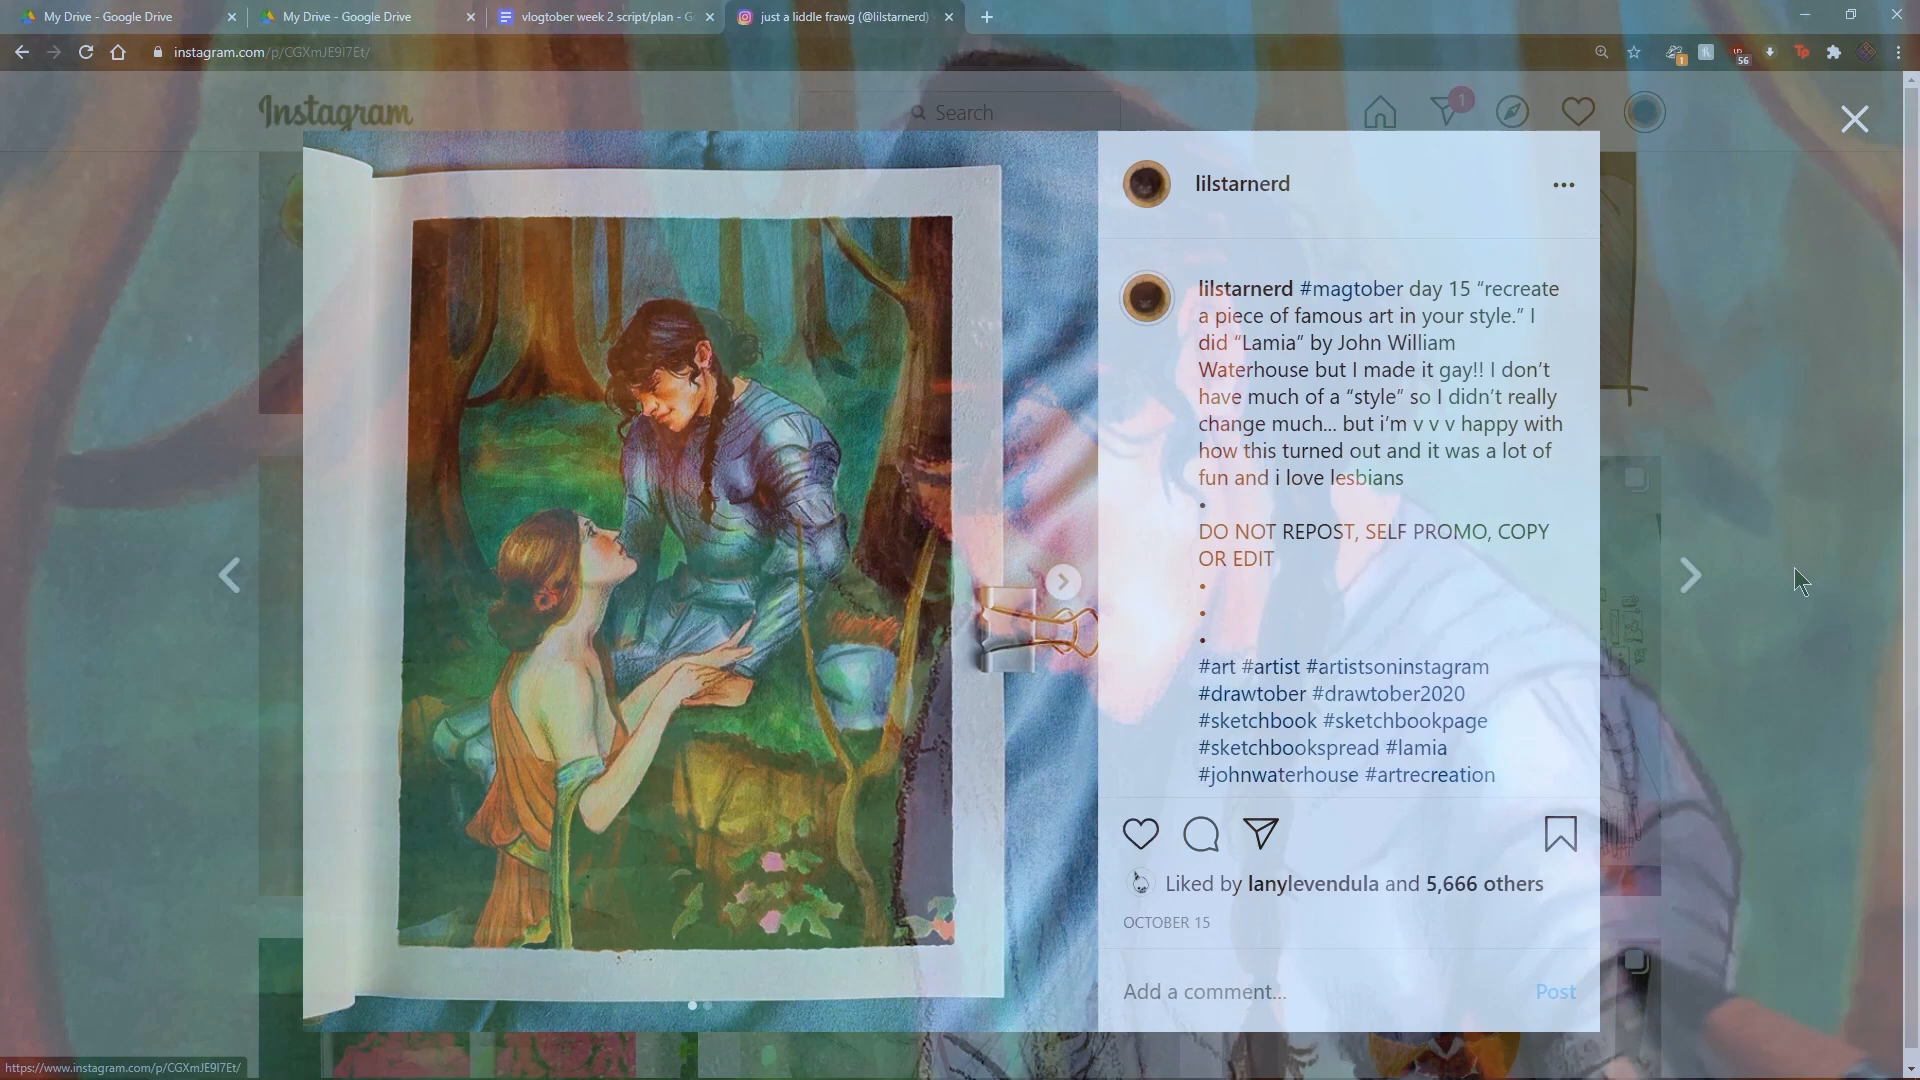 My Drive - Google Drive
My Drive - Google Drive
vlogtober week 2 script/plan - G
just a liddle frawg (@lilstarnerd)
instagram.com/p/CGXmJE9I7Et/
1
56
Instagram
Search
1
lilstarnerd
lilstarnerd #magtober day 15 “recreate
a piece of famous art in your style.” I
did “Lamia” by John William
Waterhouse but I made it gay!! I don’t
have much of a “style” so I didn’t really
change much... but i’m v v v happy with
how this turned out and it was a lot of
fun and i love lesbians
•
DO NOT REPOST, SELF PROMO, COPY
OR EDIT
•
•
•
#art #artist #artistsoninstagram
#drawtober #drawtober2020
#sketchbook #sketchbookpage
#sketchbookspread #lamia
#johnwaterhouse #artrecreation
Liked by lanylevendula and 5,666 others
OCTOBER 15
Add a comment...
Post
https://www.instagram.com/p/CGXmJE9I7Et/